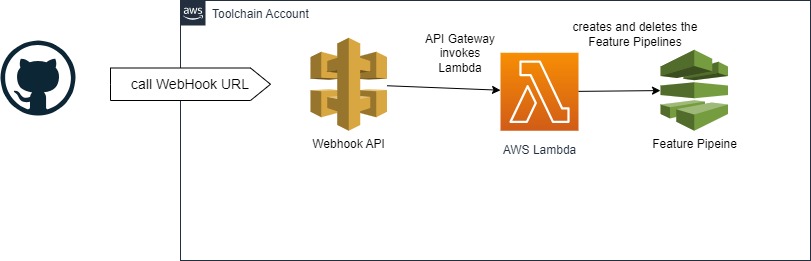 aws
Toolchain Account
call WebHook URL
API Gateway
invokes
Lambda
creates and deletes the
Feature Pipelines
Webhook API
AWS Lambda
Feature Pipeine